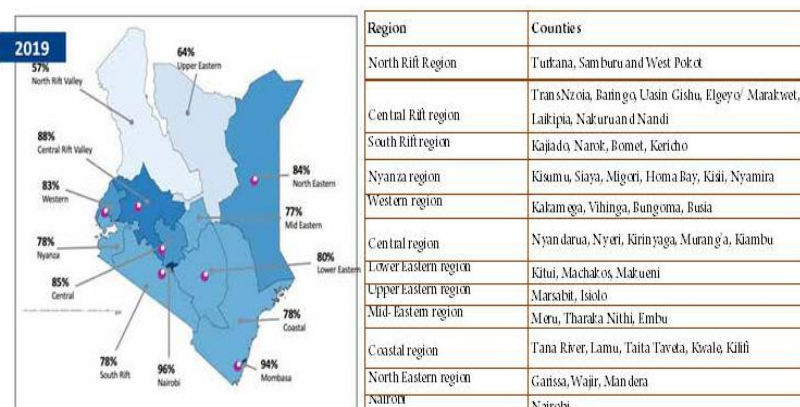 2019
57%
North Rift Valley
64%
Upper Eastern
88%
Central Rift Valley
83%
Western
84%
North Eastern
77%
Mid Eastern
78%
Nyanza
80%
Lower Eastern
85%
Central
78%
Coastal
78%
South Rift
96%
Nairobi
94%
Mombasa
Region Counties
North Rift Region Turkana, Samburu and West Pokot
Central Rift region TransNzoia, Baringo, Uasin Gishu, Elgeyo/ Marakwet,
Laikipia, Nakuru and Nandi
South Rift region Kajiado, Narok, Bomet, Kericho
Nyanza region Kisumu, Siaya, Migori, Homa Bay, Kisii, Nyamira
Western region Kakamega, Vihinga, Bungoma, Busia
Central region Nyandarua, Nyeri, Kirinyaga, Murang'a, Kiambu
Lower Eastern region Kitui, Machakos, Makueni
Upper Eastern region Marsabit, Isiolo
Mid-Eastern region Meru, Tharaka Nithi, Embu
Coastal region Tana River, Lamu, Taita Taveta, Kwale, Kilifi
North Eastern region Garissa, Wajir, Mandera
Nairobi Nairobi